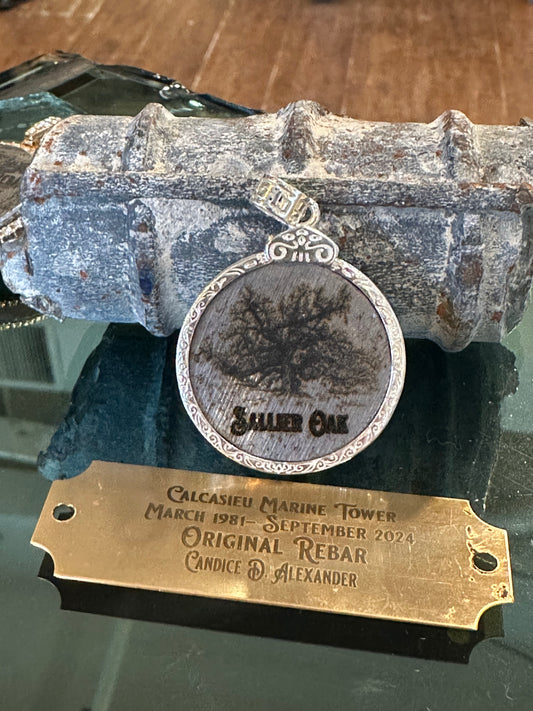 Sallier Oak
Calcasieu Marine Tower
March 1981– September 2024
Original Rebar
Candice D. Alexander